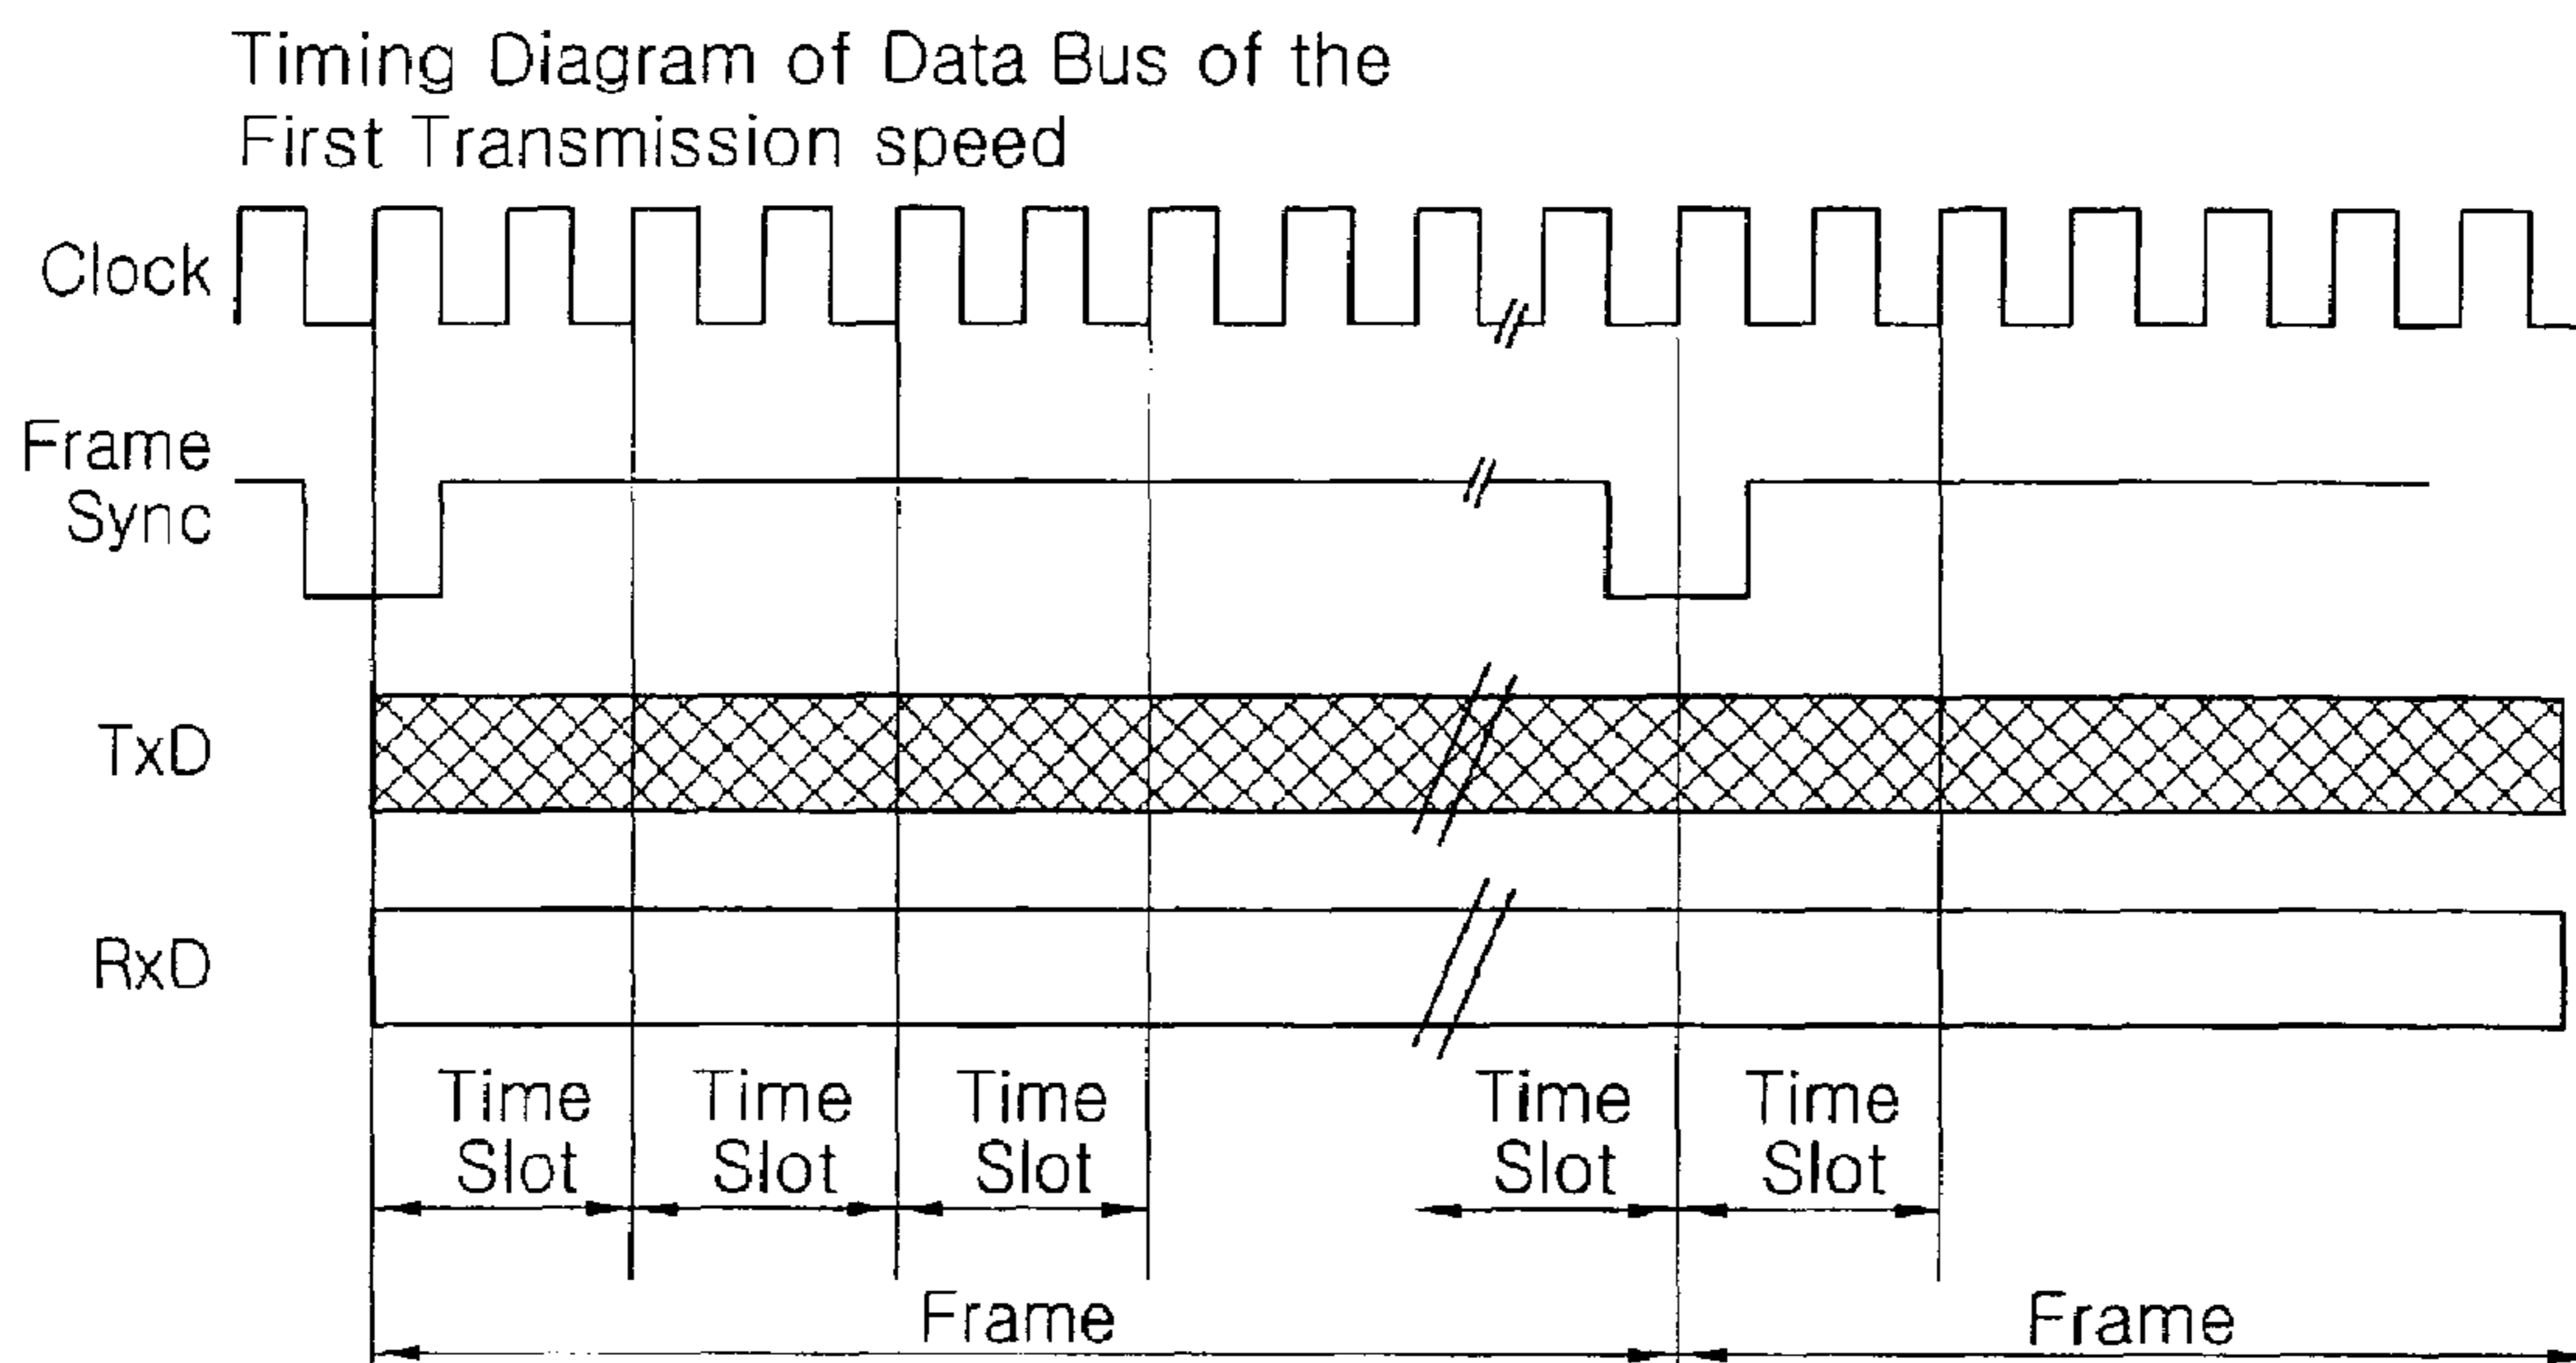 Timing Diagram of Data Bus of the
First Transmission speed
Clock
Frame
Sync
TxD
RxD
Time
Slot
Time
Slot
Time
Slot
Time
Slot
Time
Slot
Frame
Frame